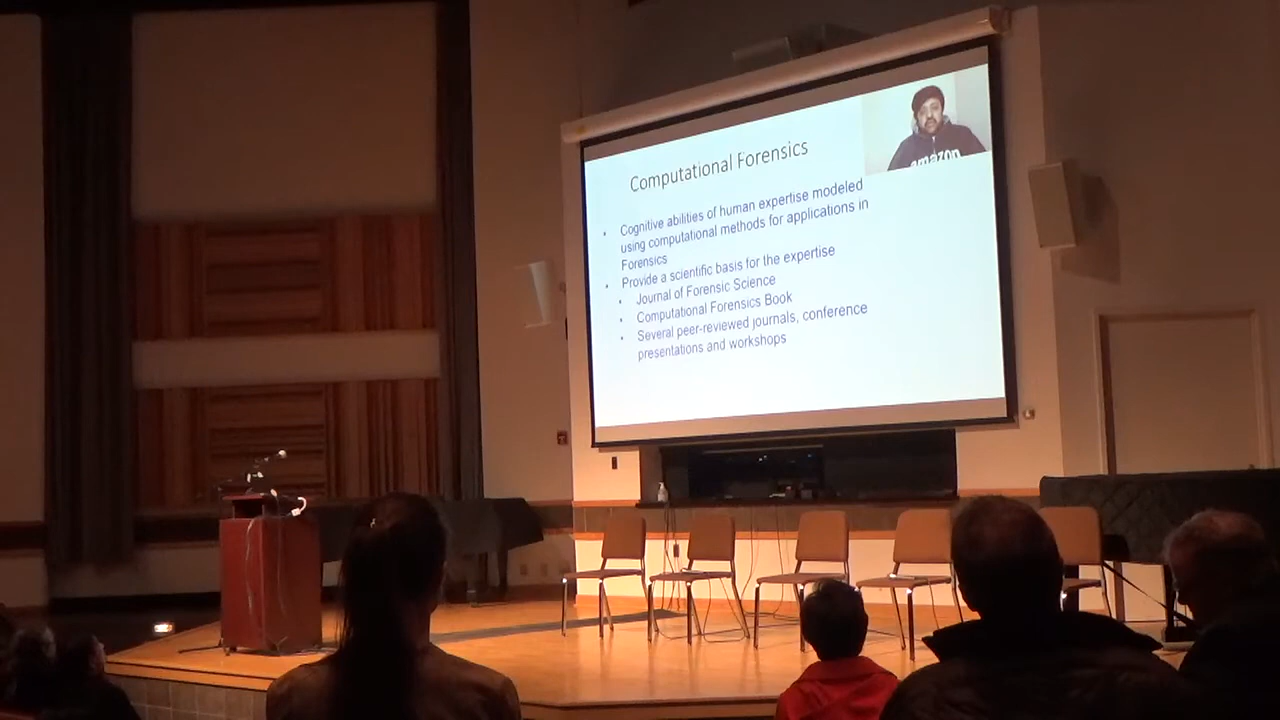 Computational Forensics
amazon
• Cognitive abilities of human expertise modeled
using computational methods for applications in
Forensics
• Provide a scientific basis for the expertise
• Journal of Forensic Science
• Computational Forensics Book
• Several peer-reviewed journals, conference
presentations and workshops